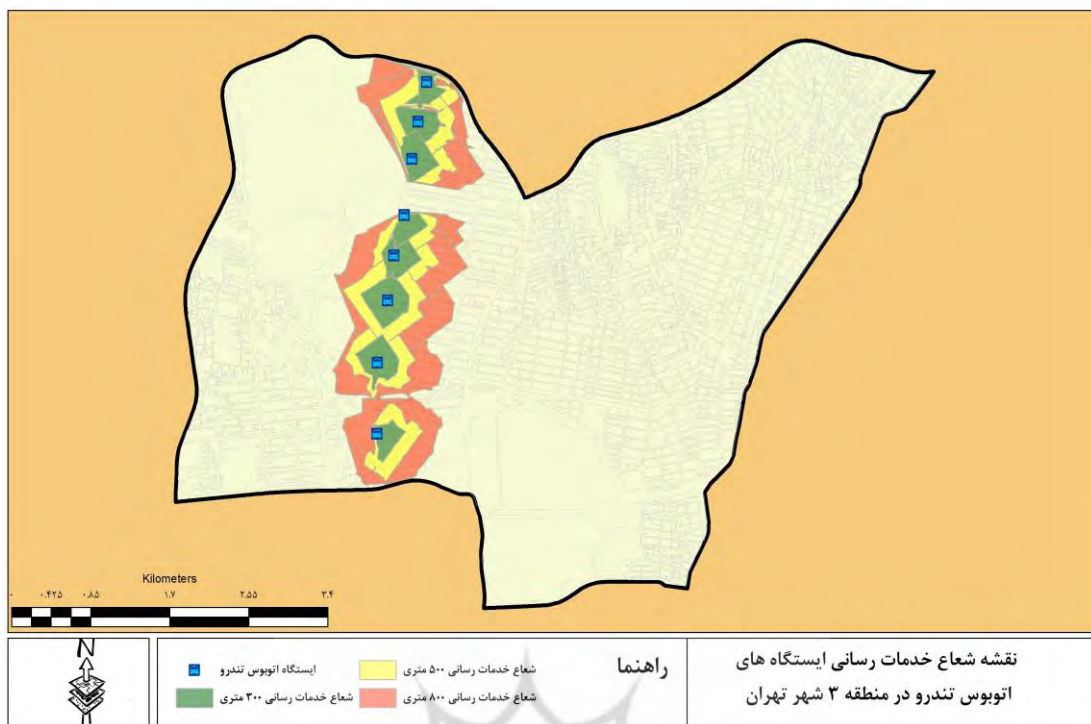 Kilometers
۰ ۰.۴۲۵ ۰.۸۵ ۱.۷ ۲.۵۵ ۳.۴
N
راهنما
ایستگاه اتوبوس تندرو
شعاع خدمات رسانی ۳۰۰ متری
شعاع خدمات رسانی ۵۰۰ متری
شعاع خدمات رسانی ۸۰۰ متری
نقشه شعاع خدمات رسانی ایستگاه های
اتوبوس تندرو در منطقه ۳ شهر تهران